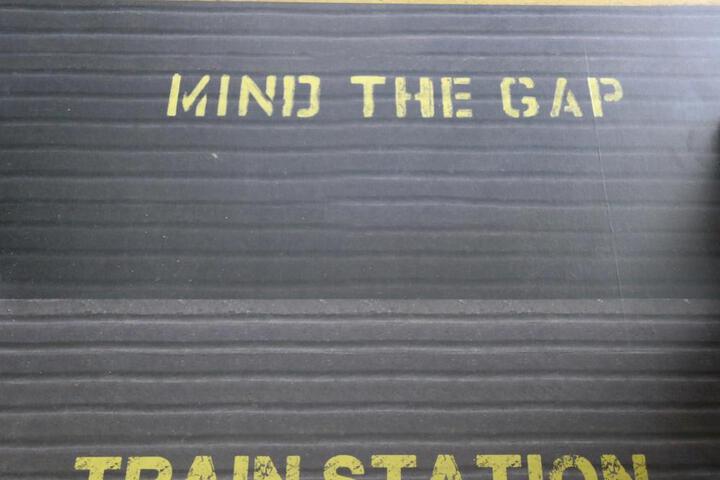 MIND THE GAP
TRAIN STATION